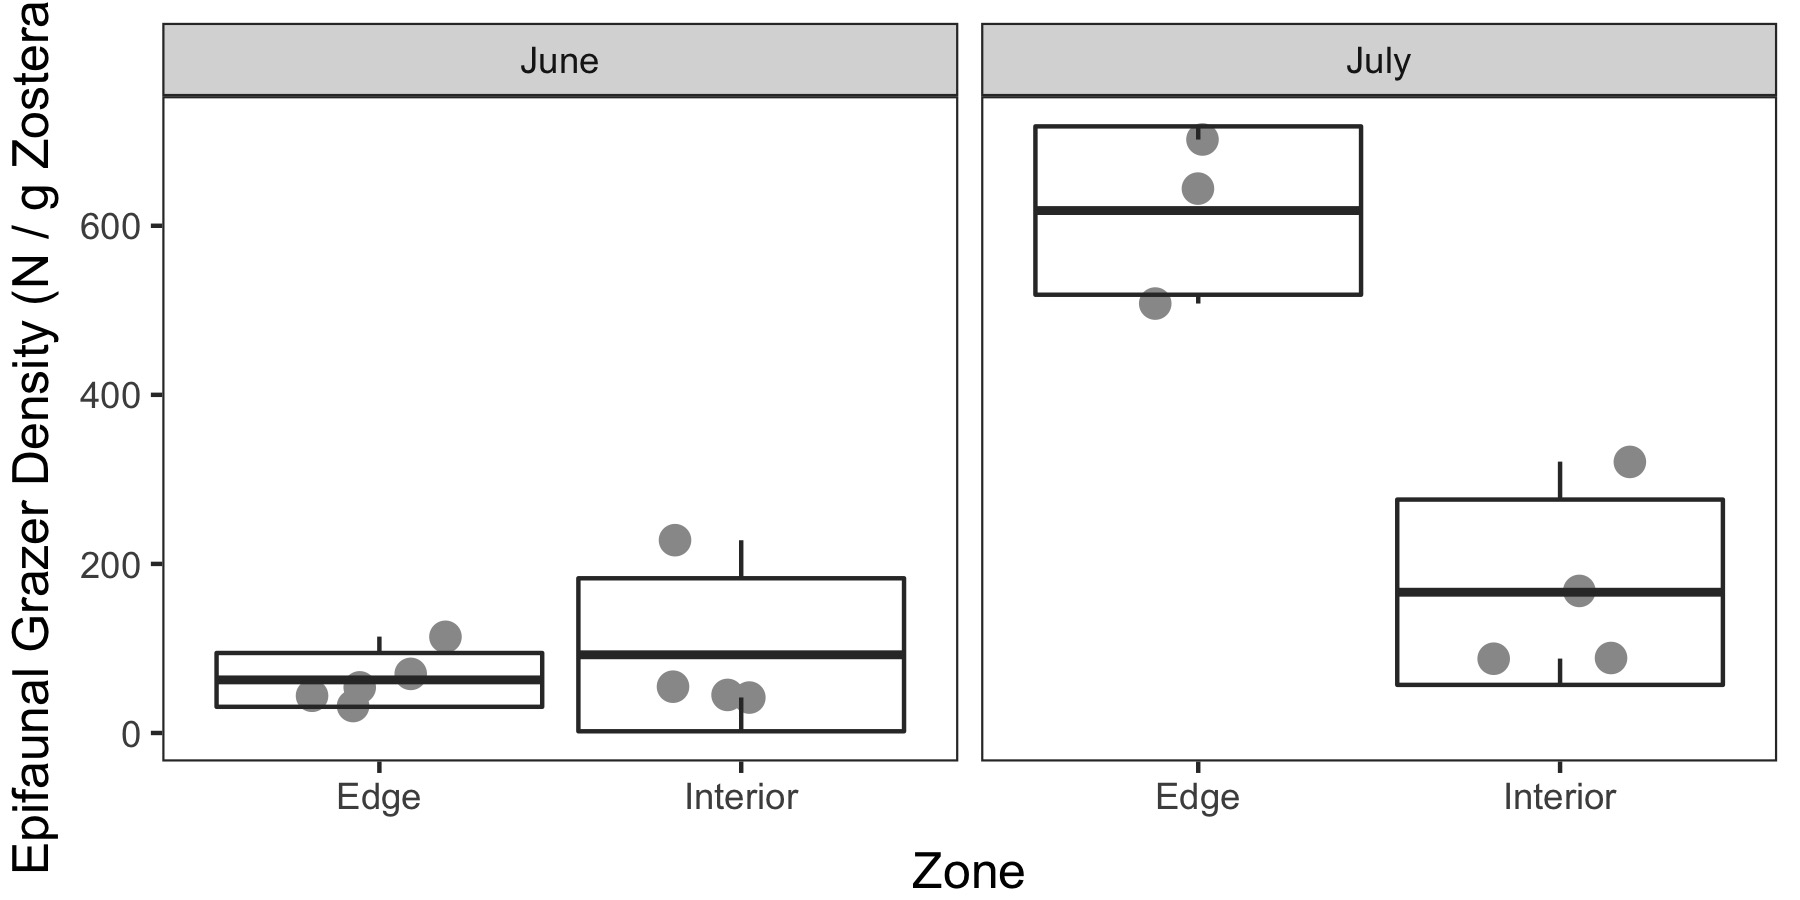 June
July
Epifaunal Grazer Density (N / g Zostera
600
400
200
0
Edge
Interior
Edge
Interior
Zone